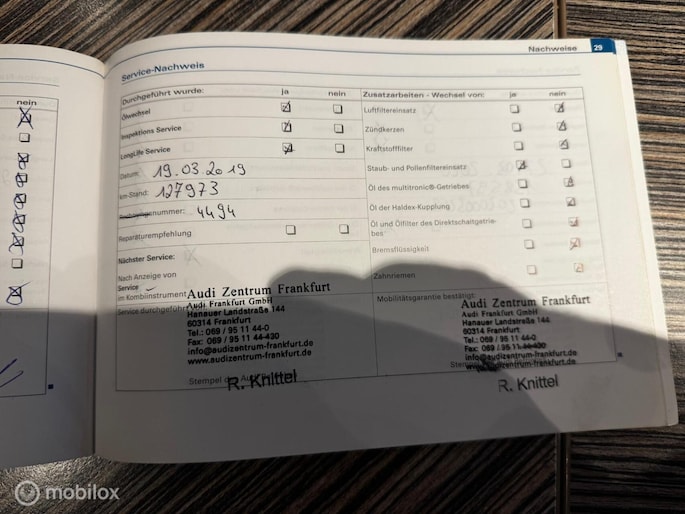 Nachweise 29
Service-Nachweis
nein
Durchgeführt wurde: ja nein
Ölwechsel
Inspektions Service
LongLife Service
Datum: 19.03.2019
km-Stand: 127973
nummer: 4494
Reparaturempfehlung
Nächster Service:
Nach Anzeige von
Service
im Kombiinstrument
Service durchgeführt
Audi Zentrum Frankfurt
Audi Frankfurt GmbH
Hanauer Landstraße 144
60314 Frankfurt
Tel.: 069 / 95 11 44-0
Fax: 069 / 95 11 44-430
info@audizentrum-frankfurt.de
www.audizentrum-frankfurt.de
Stempel des
R. Knittel
Zusatzarbeiten - Wechsel von: ja nein
Luftfiltereinsatz
Zündkerzen
Kraftstofffilter
Staub- und Pollenfiltereinsatz
Öl des multitronic®-Getriebes
Öl der Haldex-Kupplung
Öl und Ölfilter des Direktschaltgetrie-
bes
Bremsflüssigkeit
Zahnriemen
Mobilitätsgarantie bestätigt:
Audi Zentrum Frankfurt
Audi Frankfurt GmbH
Hanauer Landstraße 144
60314 Frankfurt
Tel.: 069 / 95 11 44-0
Fax: 069 / 95 11 44-430
info@audizentrum-frankfurt.de
www.audizentrum-frankfurt.de
R. Knittel
mobilox